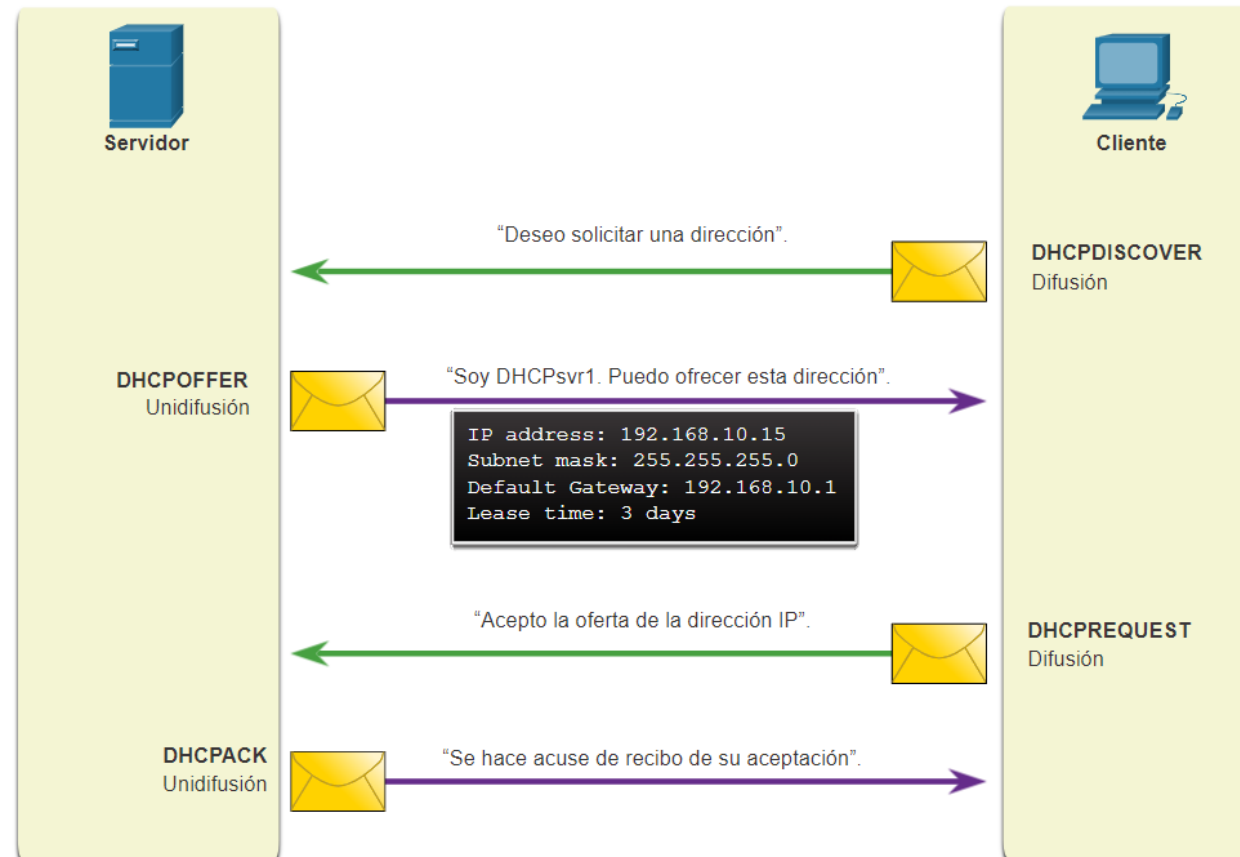 Servidor
Cliente
“Deseo solicitar una dirección”.
DHCPDISCOVER
Difusión
DHCPOFFER
Unidifusión
“Soy DHCPsvr1. Puedo ofrecer esta dirección”.
IP address: 192.168.10.15
Subnet mask: 255.255.255.0
Default Gateway: 192.168.10.1
Lease time: 3 days
“Acepto la oferta de la dirección IP”.
DHCPREQUEST
Difusión
DHCPACK
Unidifusión
“Se hace acuse de recibo de su aceptación”.